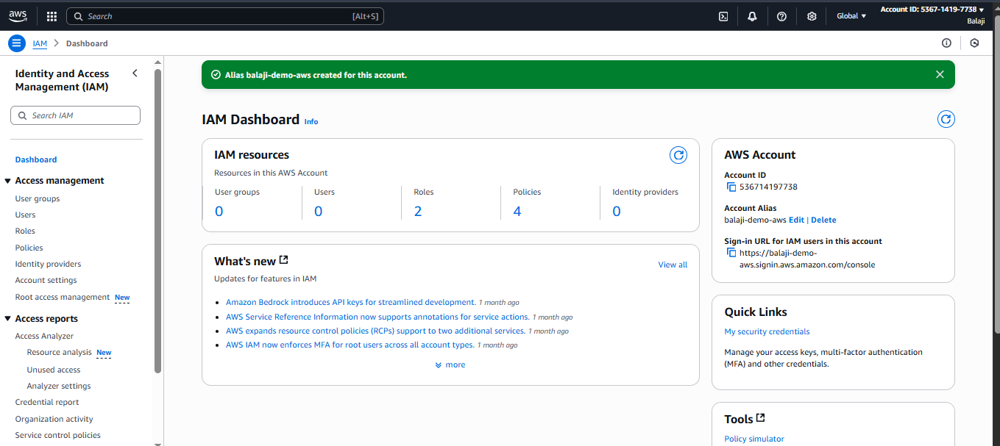 aws
Search
[Alt+S]
Global
Account ID: 5367-1419-7738
Balaji
IAM
Dashboard
Identity and Access
Management (IAM)
Search IAM
Dashboard
Access management
User groups
Users
Roles
Policies
Identity providers
Account settings
Root access management New
Access reports
Access Analyzer
Resource analysis New
Unused access
Analyzer settings
Credential report
Organization activity
Service control policies
Alias balaji-demo-aws created for this account.
IAM Dashboard Info
IAM resources
Resources in this AWS Account
User groups
0
Users
0
Roles
2
Policies
4
Identity providers
0
What's new
View all
Updates for features in IAM
Amazon Bedrock introduces API keys for streamlined development. 1 month ago
AWS Service Reference Information now supports annotations for service actions. 1 month ago
AWS expands resource control policies (RCPs) support to two additional services. 1 month ago
AWS IAM now enforces MFA for root users across all account types. 1 month ago
more
AWS Account
Account ID
536714197738
Account Alias
balaji-demo-aws Edit | Delete
Sign-in URL for IAM users in this account
https://balaji-demo-
aws.signin.aws.amazon.com/console
Quick Links
My security credentials
Manage your access keys, multi-factor authentication
(MFA) and other credentials.
Tools
Policy simulator